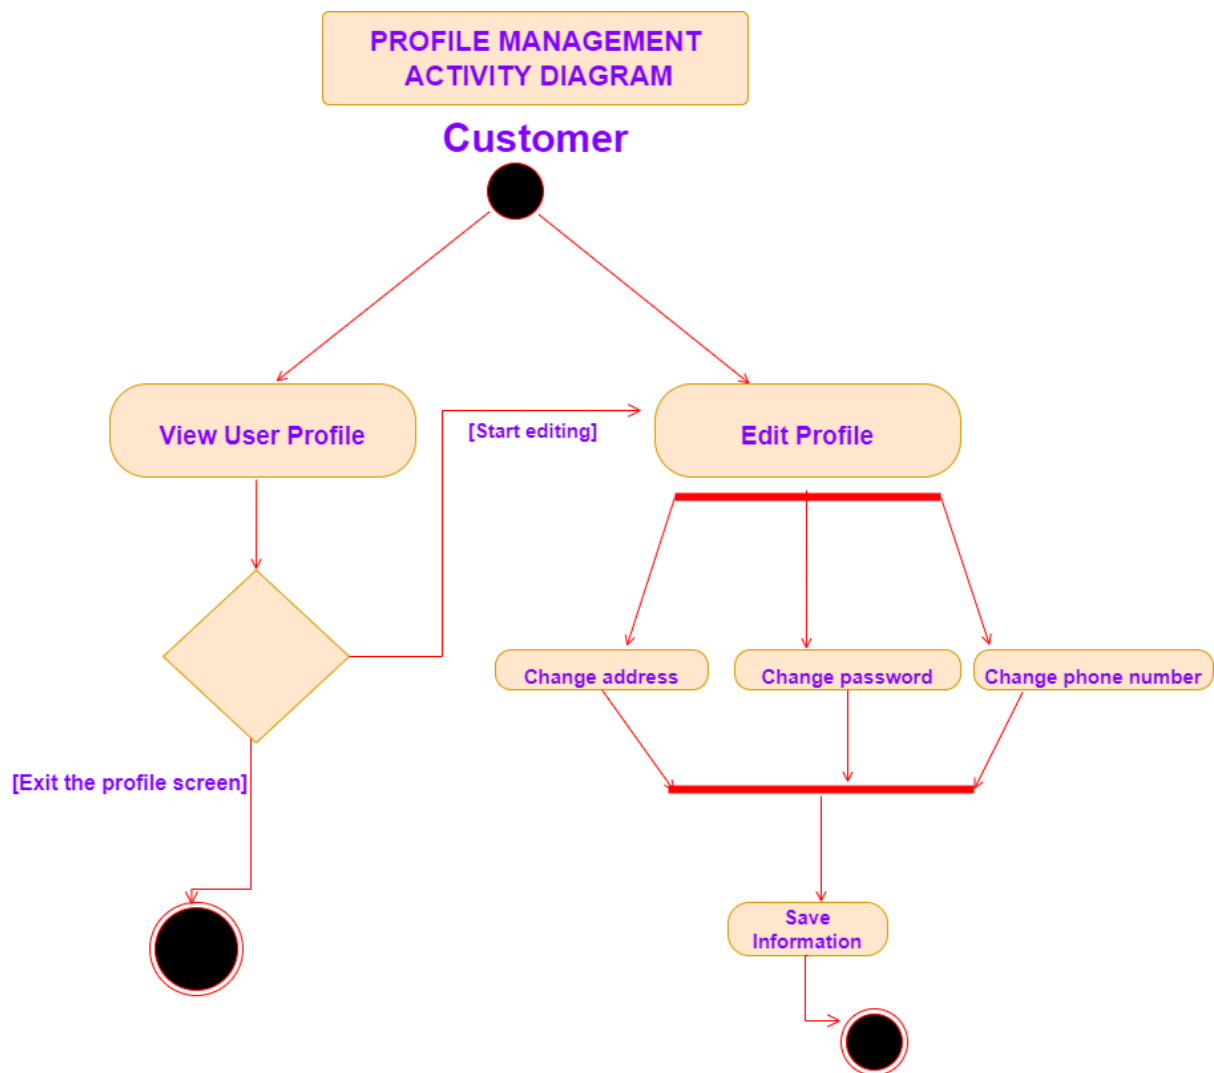 PROFILE MANAGEMENT
ACTIVITY DIAGRAM
Customer
View User Profile
[Start editing]
Edit Profile
Change address
Change password
Change phone number
[Exit the profile screen]
Save
Information